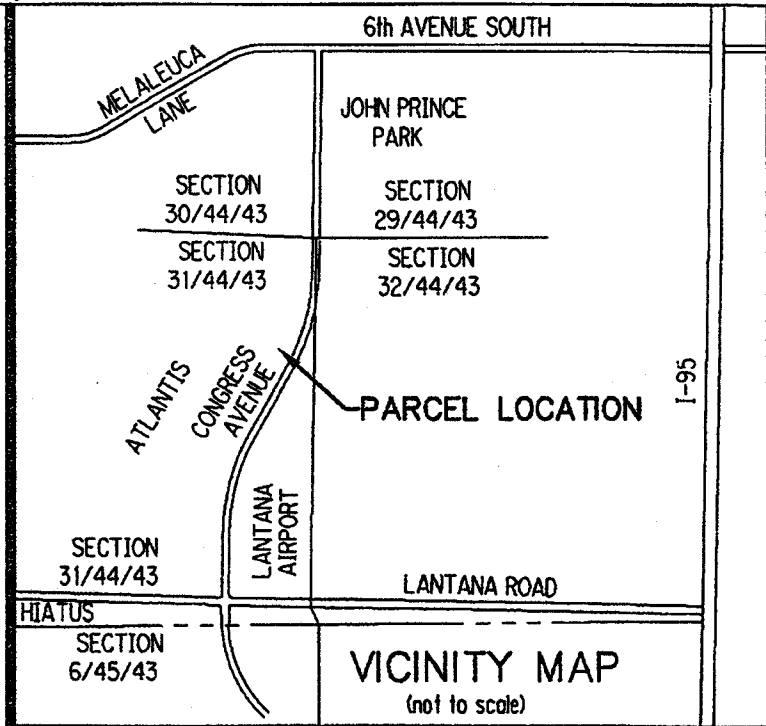 6th AVENUE SOUTH
MELALEUCA
LANE
JOHN PRINCE
PARK
SECTION
30/44/43
SECTION
29/44/43
SECTION
31/44/43
SECTION
32/44/43
ATLANTIS
CONGRESS
AVENUE
PARCEL LOCATION
I-95
LANTANA
AIRPORT
SECTION
31/44/43
LANTANA ROAD
HIATUS
SECTION
6/45/43
VICINITY MAP
(not to scale)